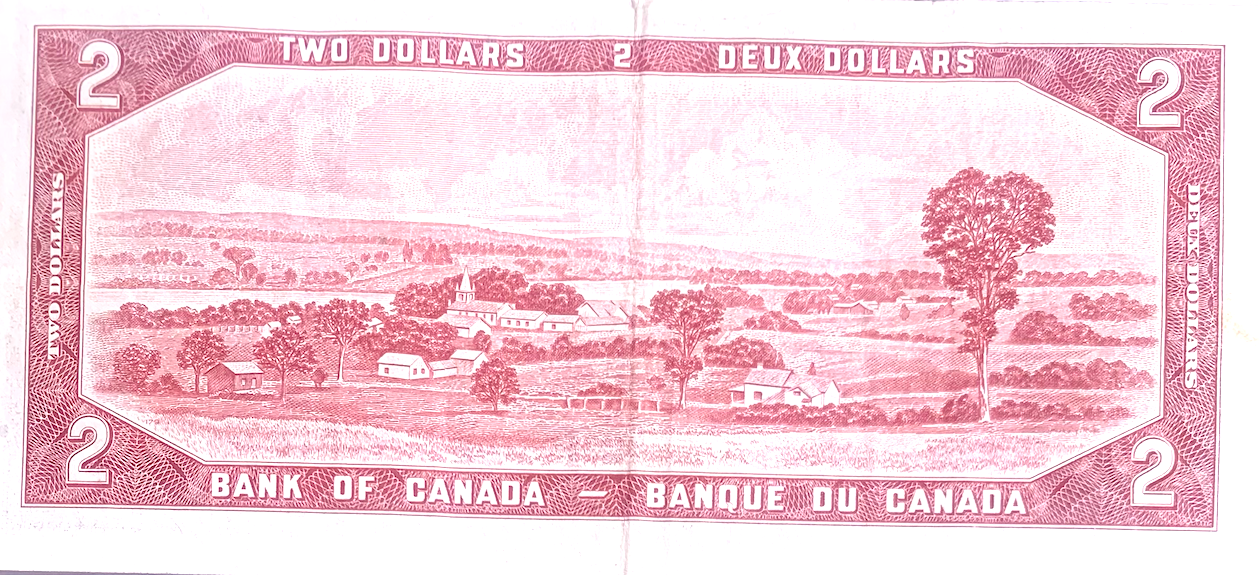 TWO DOLLARS 2 DEUX DOLLARS
2 2
TWO DOLLARS
DEUX DOLLARS
2 2
BANK OF CANADA — BANQUE DU CANADA